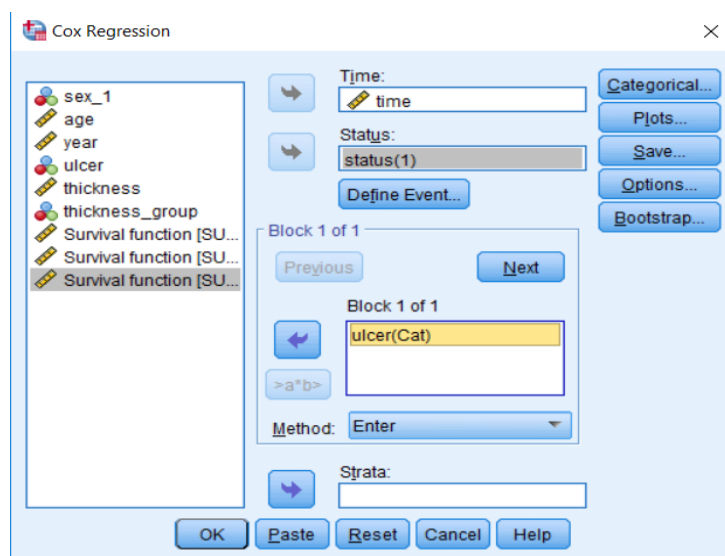 Cox Regression
sex_1
age
year
ulcer
thickness
thickness_group
Survival function [SU...
Survival function [SU...
Survival function [SU...
Time:
time
Status:
status(1)
Define Event...
Block 1 of 1
Previous
Next
Block 1 of 1
ulcer(Cat)
>a*b>
Method: Enter
Strata:
Categorical...
Plots...
Save...
Options...
Bootstrap...
OK Paste Reset Cancel Help